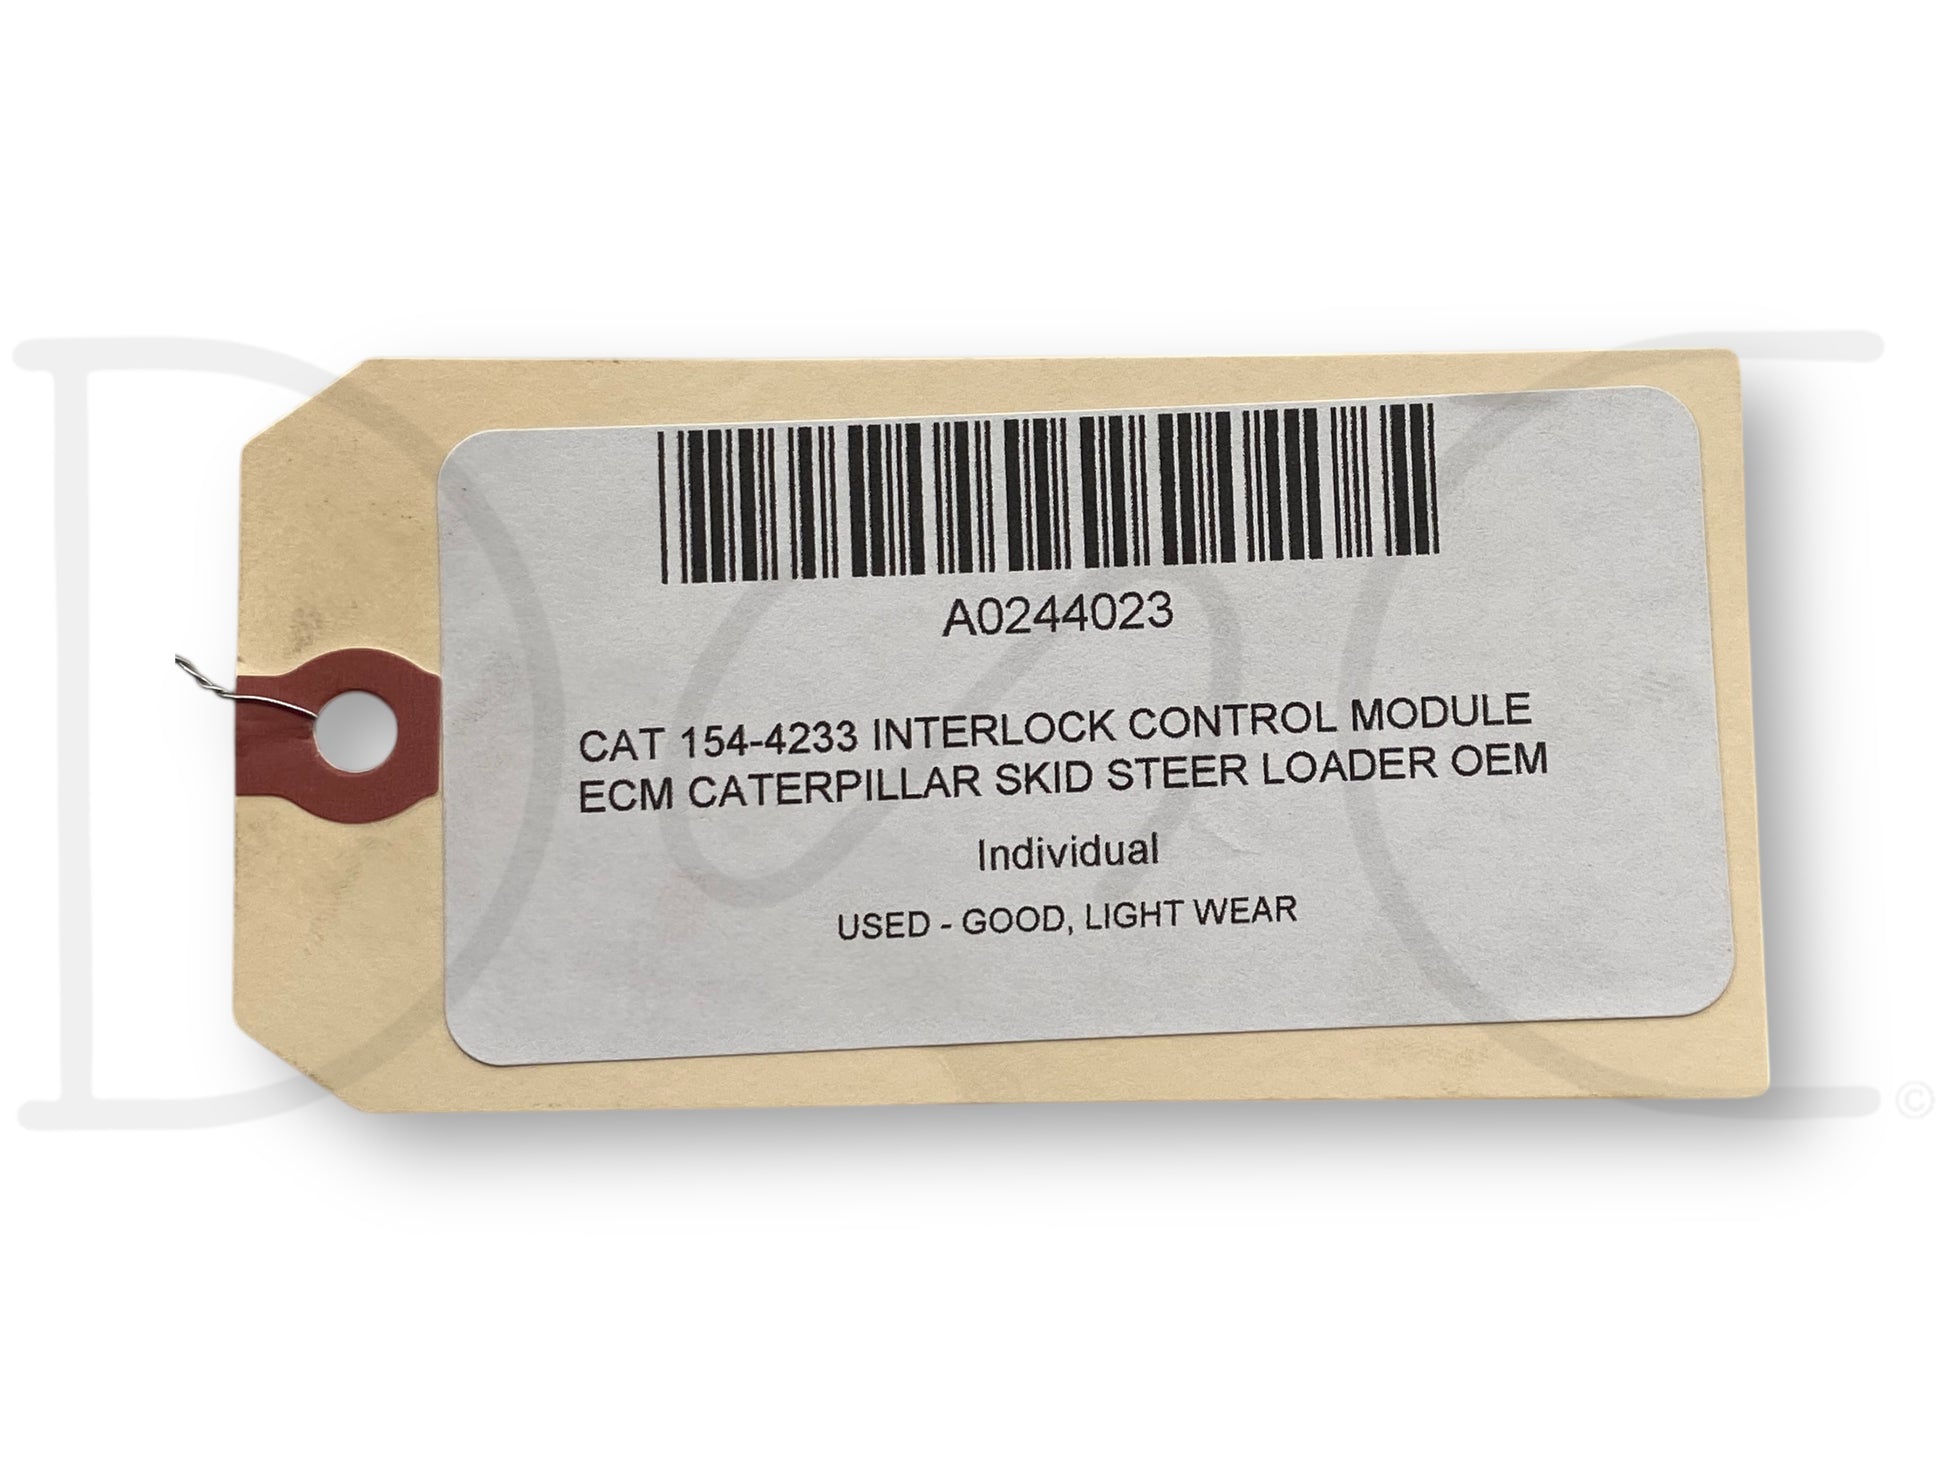 A0244023
CAT 154-4233 INTERLOCK CONTROL MODULE
ECM CATERPILLAR SKID STEER LOADER OEM
Individual
USED - GOOD, LIGHT WEAR
©